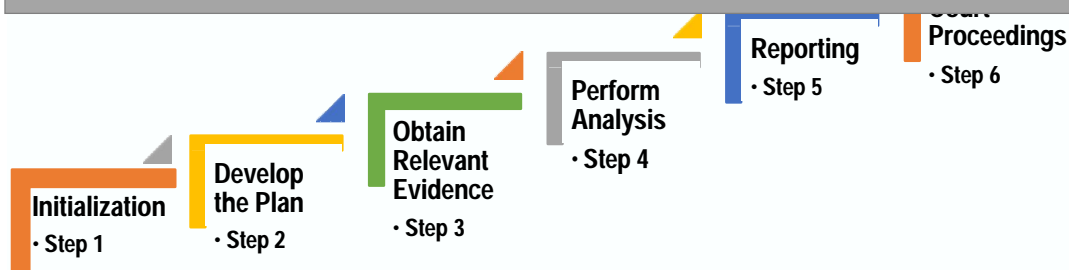 Initialization
• Step 1
Develop
the Plan
• Step 2
Obtain
Relevant
Evidence
• Step 3
Perform
Analysis
• Step 4
Reporting
• Step 5
Proceedings
• Step 6